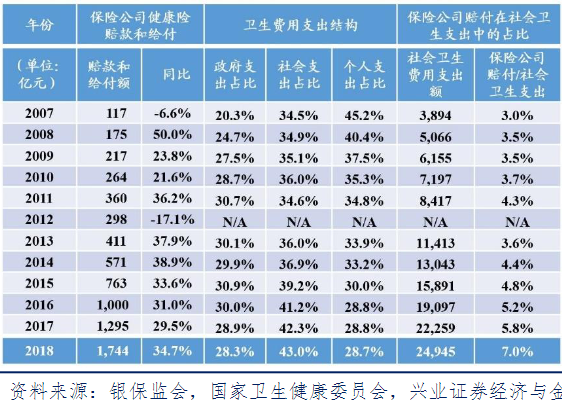 年份 保险公司健康险赔款和给付 卫生费用支出结构 保险公司赔付在社会卫生支出中的占比
(单位:亿元) 赔款和给付额 同比 政府支出占比 社会支出占比 个人支出占比 社会卫生费用支出额 保险公司赔付/社会卫生支出
2007 117 -6.6% 20.3% 34.5% 45.2% 3,894 3.0%
2008 175 50.0% 24.7% 34.9% 40.4% 5,066 3.5%
2009 217 23.8% 27.5% 35.1% 37.5% 6,155 3.5%
2010 264 21.6% 28.7% 36.0% 35.3% 7,197 3.7%
2011 360 36.2% 30.7% 34.6% 34.8% 8,417 4.3%
2012 298 -17.1% N/A N/A N/A N/A N/A
2013 411 37.9% 30.1% 36.0% 33.9% 11,413 3.6%
2014 571 38.9% 29.9% 36.9% 33.2% 13,043 4.4%
2015 763 33.6% 30.9% 39.2% 30.0% 15,891 4.8%
2016 1,000 31.0% 30.0% 41.2% 28.8% 19,097 5.2%
2017 1,295 29.5% 28.9% 42.3% 28.8% 22,259 5.8%
2018 1,744 34.7% 28.3% 43.0% 28.7% 24,945 7.0%
资料来源：银保监会，国家卫生健康委员会，兴业证券经济与金